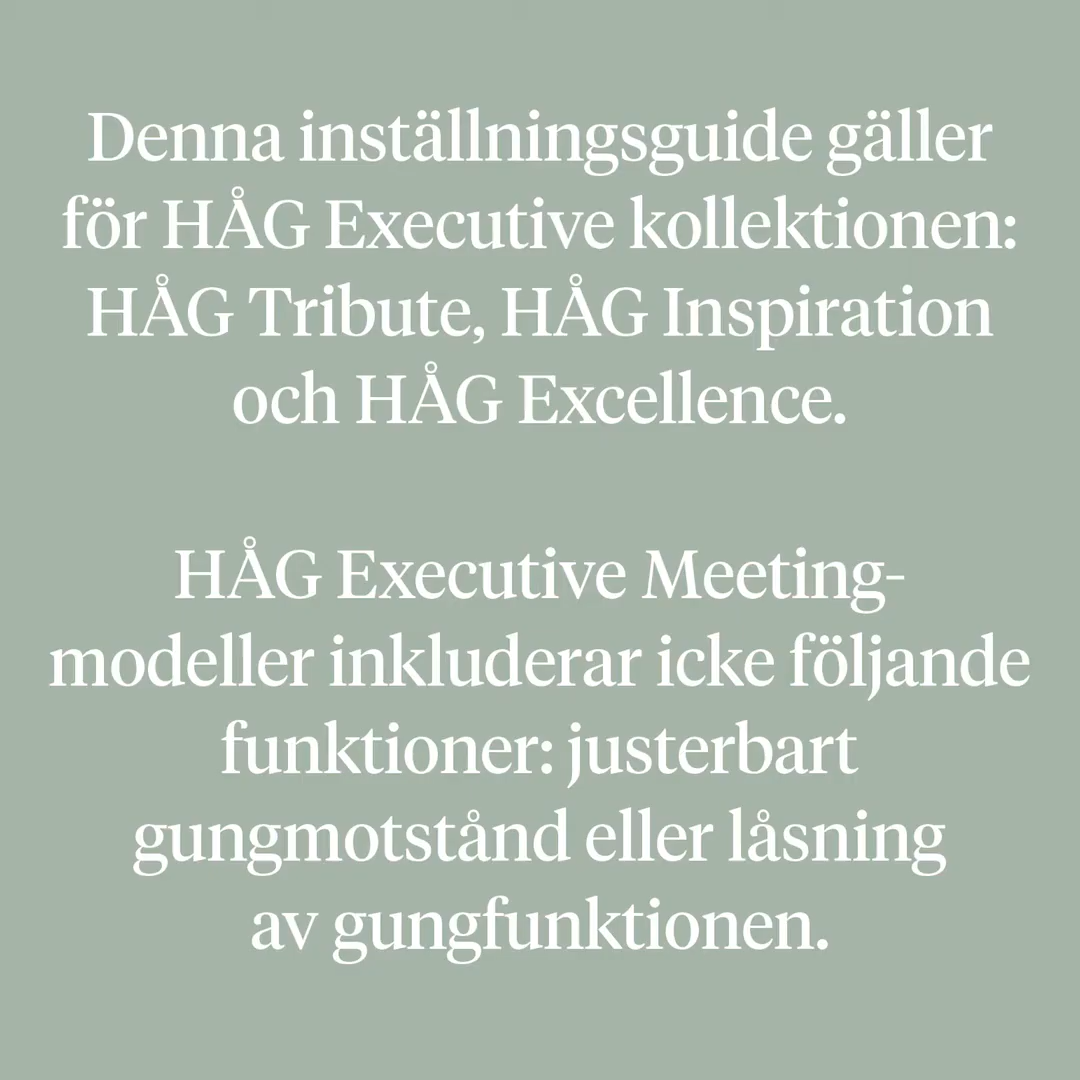 Denna inställningsguide gäller
för HÅG Executive kollektionen:
HÅG Tribute, HÅG Inspiration
och HÅG Excellence.
HÅG Executive Meeting-
modeller inkluderar icke följande
funktioner: justerbart
gungmotstånd eller låsning
av gungfunktionen.